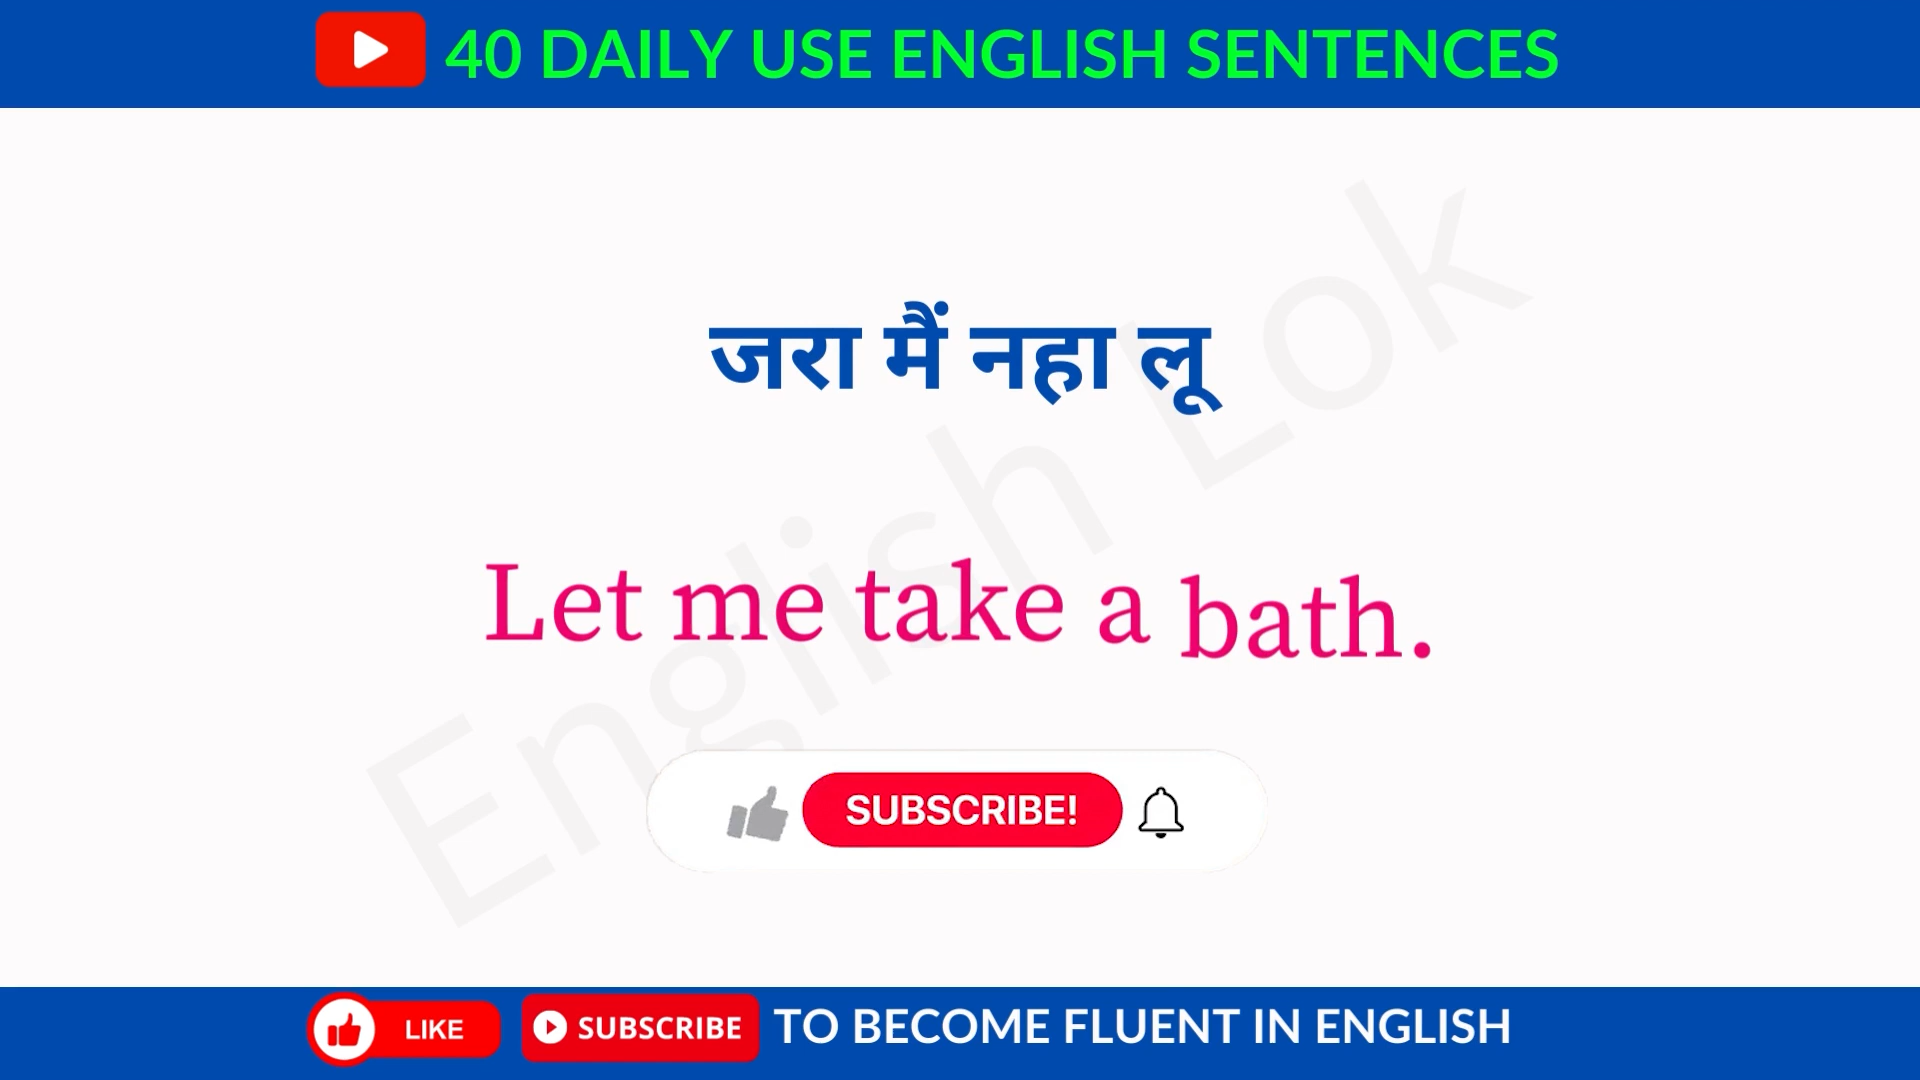 40 DAILY USE ENGLISH SENTENCES
जरा मैं नहा लू
Let me take a bath.
English Lok
SUBSCRIBE!
LIKE SUBSCRIBE TO BECOME FLUENT IN ENGLISH